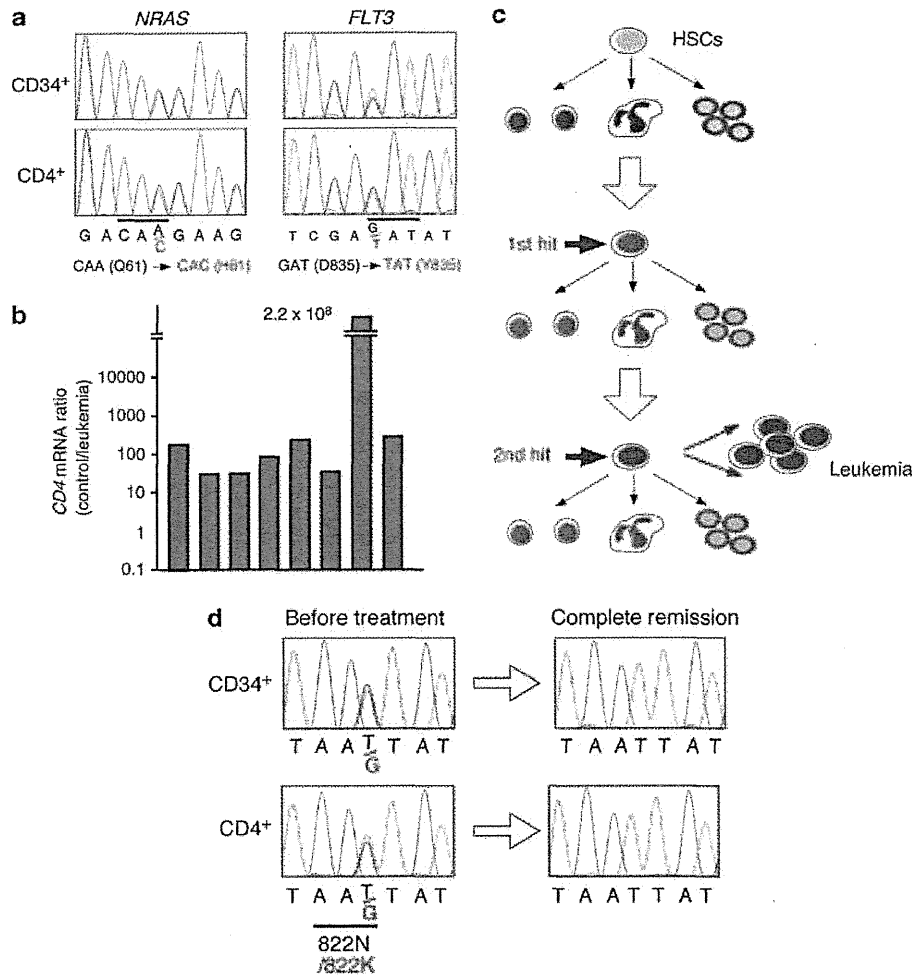 a
NRAS
FLT3
CD34+
CD4+
G A C A A G A A G
C
T C G A G A T A T
T
CAA (Q61) → CAC (H61)
GAT (D835) → TAT (Y835)
b
2.2 x 10⁸
10000
1000
100
10
1
0.1
CD4 mRNA ratio
(control/leukemia)
c
HSCs
1st hit
2nd hit
Leukemia
d
Before treatment
Complete remission
CD34+
T A A T T A T
G
T A A T T A T
CD4+
T A A T T A T
G
T A A T T A T
822N
/822K